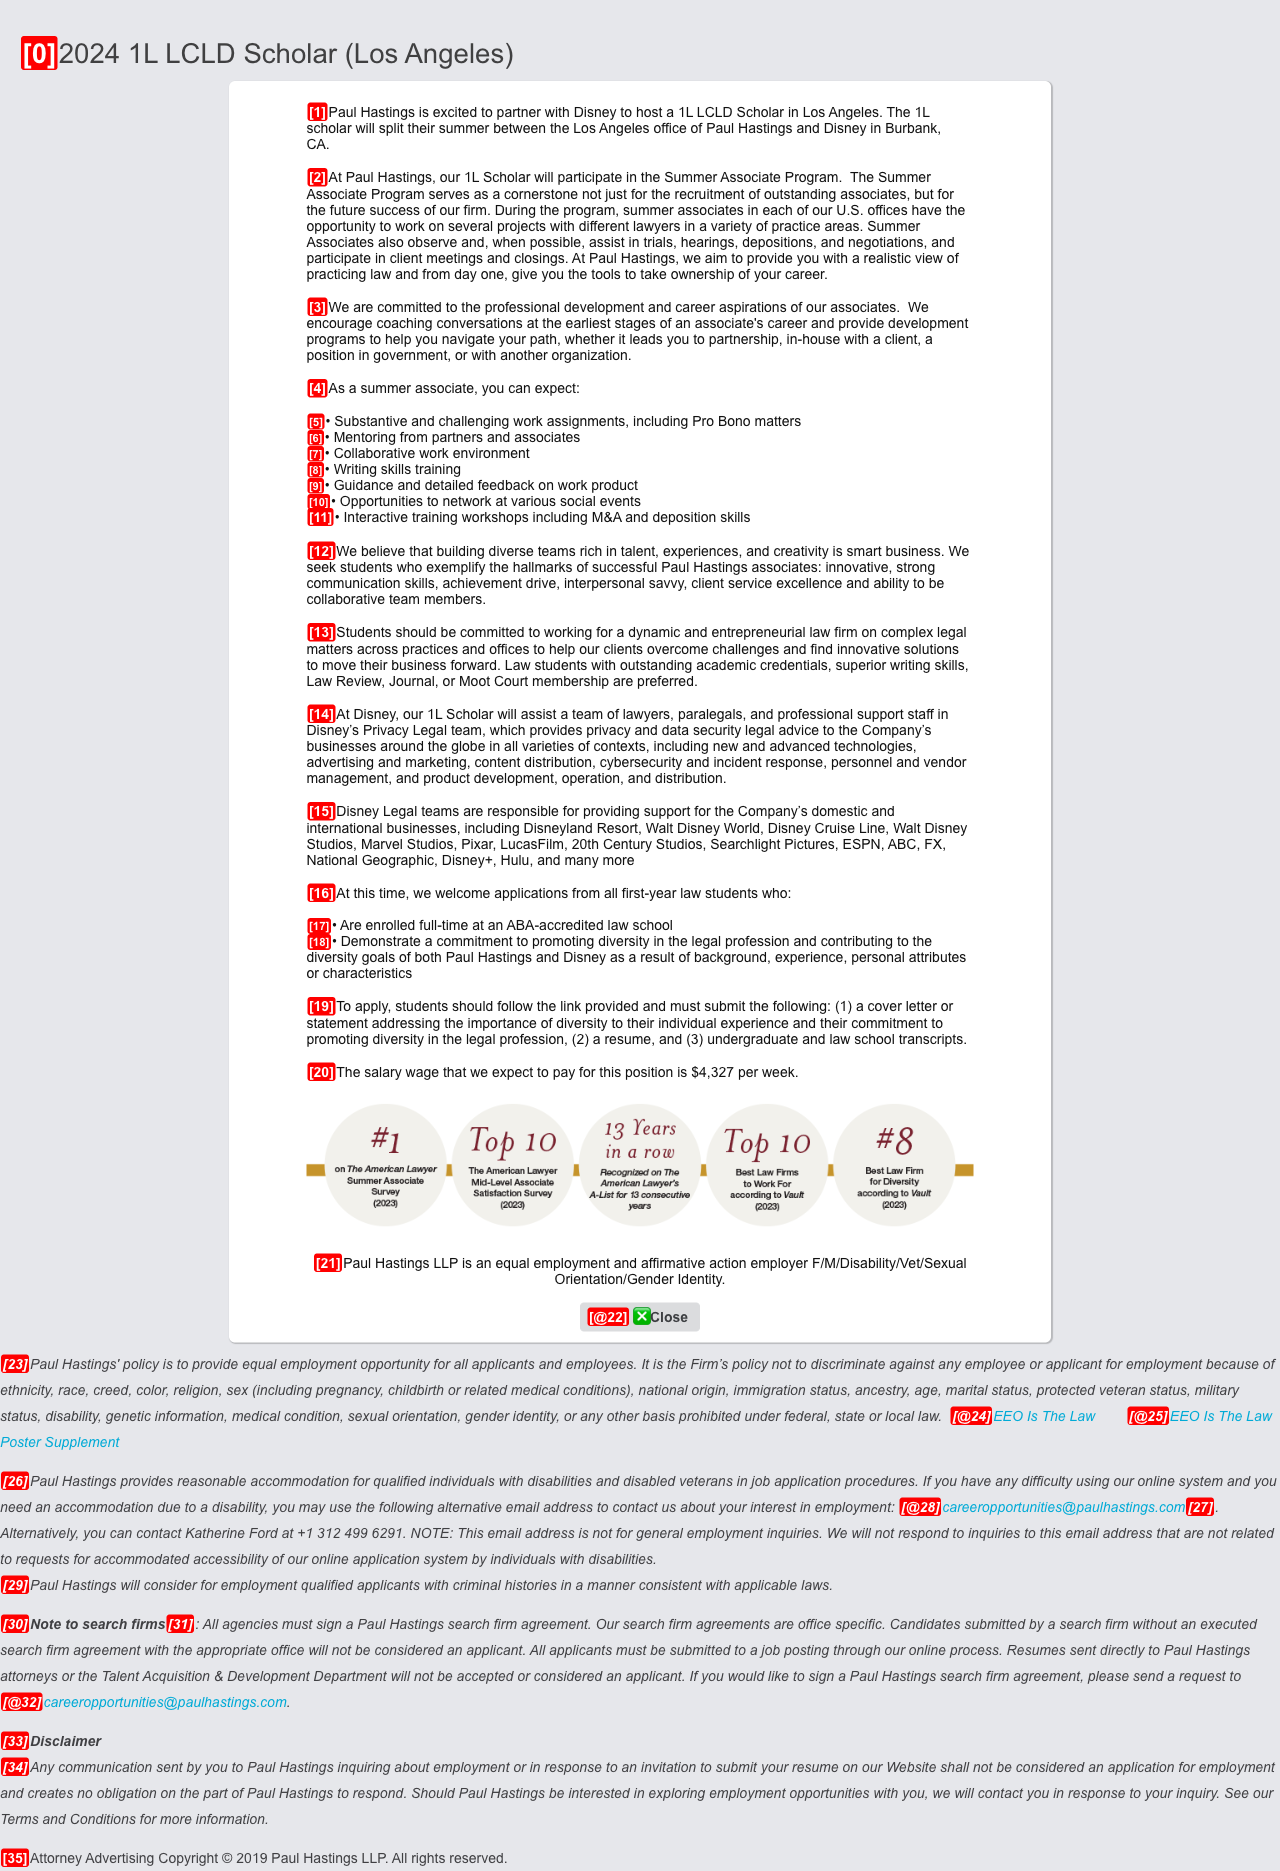 [0]2024 1L LCLD Scholar (Los Angeles)
[1]Paul Hastings is excited to partner with Disney to host a 1L LCLD Scholar in Los Angeles. The 1L
scholar will split their summer between the Los Angeles office of Paul Hastings and Disney in Burbank,
CA.
[2]At Paul Hastings, our 1L Scholar will participate in the Summer Associate Program.  The Summer
Associate Program serves as a cornerstone not just for the recruitment of outstanding associates, but for
the future success of our firm. During the program, summer associates in each of our U.S. offices have the
opportunity to work on several projects with different lawyers in a variety of practice areas. Summer
Associates also observe and, when possible, assist in trials, hearings, depositions, and negotiations, and
participate in client meetings and closings. At Paul Hastings, we aim to provide you with a realistic view of
practicing law and from day one, give you the tools to take ownership of your career.
[3]We are committed to the professional development and career aspirations of our associates.  We
encourage coaching conversations at the earliest stages of an associate's career and provide development
programs to help you navigate your path, whether it leads you to partnership, in-house with a client, a
position in government, or with another organization.
[4]As a summer associate, you can expect:
[5]• Substantive and challenging work assignments, including Pro Bono matters
[6]• Mentoring from partners and associates
[7]• Collaborative work environment
[8]• Writing skills training
[9]• Guidance and detailed feedback on work product
[10]• Opportunities to network at various social events
[11]• Interactive training workshops including M&A and deposition skills
[12]We believe that building diverse teams rich in talent, experiences, and creativity is smart business. We
seek students who exemplify the hallmarks of successful Paul Hastings associates: innovative, strong
communication skills, achievement drive, interpersonal savvy, client service excellence and ability to be
collaborative team members.
[13]Students should be committed to working for a dynamic and entrepreneurial law firm on complex legal
matters across practices and offices to help our clients overcome challenges and find innovative solutions
to move their business forward. Law students with outstanding academic credentials, superior writing skills,
Law Review, Journal, or Moot Court membership are preferred.
[14]At Disney, our 1L Scholar will assist a team of lawyers, paralegals, and professional support staff in
Disney’s Privacy Legal team, which provides privacy and data security legal advice to the Company’s
businesses around the globe in all varieties of contexts, including new and advanced technologies,
advertising and marketing, content distribution, cybersecurity and incident response, personnel and vendor
management, and product development, operation, and distribution.
[15]Disney Legal teams are responsible for providing support for the Company’s domestic and
international businesses, including Disneyland Resort, Walt Disney World, Disney Cruise Line, Walt Disney
Studios, Marvel Studios, Pixar, LucasFilm, 20th Century Studios, Searchlight Pictures, ESPN, ABC, FX,
National Geographic, Disney+, Hulu, and many more
[16]At this time, we welcome applications from all first-year law students who:
[17]• Are enrolled full-time at an ABA-accredited law school
[18]• Demonstrate a commitment to promoting diversity in the legal profession and contributing to the
diversity goals of both Paul Hastings and Disney as a result of background, experience, personal attributes
or characteristics
[19]To apply, students should follow the link provided and must submit the following: (1) a cover letter or
statement addressing the importance of diversity to their individual experience and their commitment to
promoting diversity in the legal profession, (2) a resume, and (3) undergraduate and law school transcripts.
[20]The salary wage that we expect to pay for this position is $4,327 per week.
#1
on The American Lawyer
Summer Associate
Survey
(2023)
Top 10
The American Lawyer
Mid-Level Associate
Satisfaction Survey
(2023)
13 Years
in a row
Recognized on The
American Lawyer's
A-List for 13 consecutive
years
Top 10
Best Law Firms
to Work For
according to Vault
(2023)
#8
Best Law Firm
for Diversity
according to Vault
(2023)
[21]Paul Hastings LLP is an equal employment and affirmative action employer F/M/Disability/Vet/Sexual
Orientation/Gender Identity.
[@22] Close
[23]Paul Hastings' policy is to provide equal employment opportunity for all applicants and employees. It is the Firm’s policy not to discriminate against any employee or applicant for employment because of
ethnicity, race, creed, color, religion, sex (including pregnancy, childbirth or related medical conditions), national origin, immigration status, ancestry, age, marital status, protected veteran status, military
status, disability, genetic information, medical condition, sexual orientation, gender identity, or any other basis prohibited under federal, state or local law.  [@24]EEO Is The Law  [@25]EEO Is The Law
Poster Supplement
[26]Paul Hastings provides reasonable accommodation for qualified individuals with disabilities and disabled veterans in job application procedures. If you have any difficulty using our online system and you
need an accommodation due to a disability, you may use the following alternative email address to contact us about your interest in employment: [@28]careeropportunities@paulhastings.com[27].
Alternatively, you can contact Katherine Ford at +1 312 499 6291. NOTE: This email address is not for general employment inquiries. We will not respond to inquiries to this email address that are not related
to requests for accommodated accessibility of our online application system by individuals with disabilities.
[29]Paul Hastings will consider for employment qualified applicants with criminal histories in a manner consistent with applicable laws.
[30]Note to search firms[31]: All agencies must sign a Paul Hastings search firm agreement. Our search firm agreements are office specific. Candidates submitted by a search firm without an executed
search firm agreement with the appropriate office will not be considered an applicant. All applicants must be submitted to a job posting through our online process. Resumes sent directly to Paul Hastings
attorneys or the Talent Acquisition & Development Department will not be accepted or considered an applicant. If you would like to sign a Paul Hastings search firm agreement, please send a request to
[@32]careeropportunities@paulhastings.com.
[33]Disclaimer
[34]Any communication sent by you to Paul Hastings inquiring about employment or in response to an invitation to submit your resume on our Website shall not be considered an application for employment
and creates no obligation on the part of Paul Hastings to respond. Should Paul Hastings be interested in exploring employment opportunities with you, we will contact you in response to your inquiry. See our
Terms and Conditions for more information.
[35]Attorney Advertising Copyright © 2019 Paul Hastings LLP. All rights reserved.